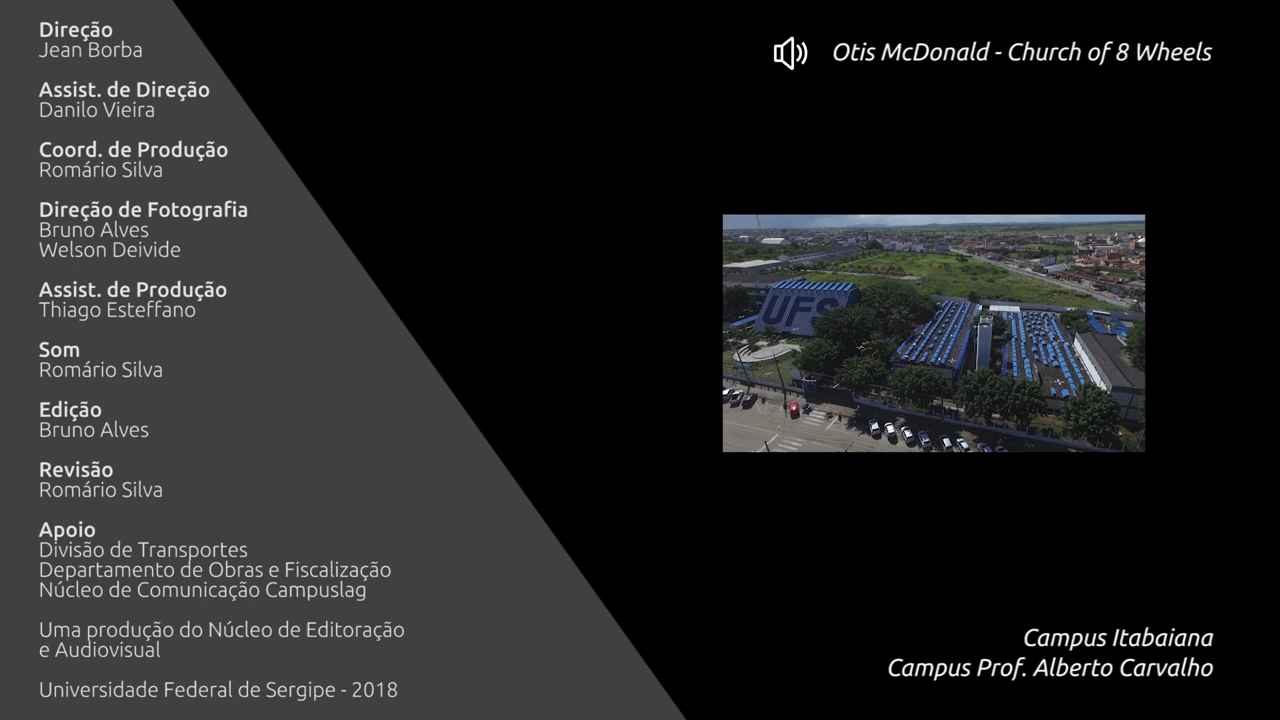 Direção
Jean Borba
Assist. de Direção
Danilo Vieira
Coord. de Produção
Romário Silva
Direção de Fotografia
Bruno Alves
Welson Deivide
Assist. de Produção
Thiago Esteffano
Som
Romário Silva
Edição
Bruno Alves
Revisão
Romário Silva
Apoio
Divisão de Transportes
Departamento de Obras e Fiscalização
Núcleo de Comunicação Campuslag
Uma produção do Núcleo de Editoração
e Audiovisual
Universidade Federal de Sergipe - 2018
Otis McDonald - Church of 8 Wheels
UFS
Campus Itabaiana
Campus Prof. Alberto Carvalho